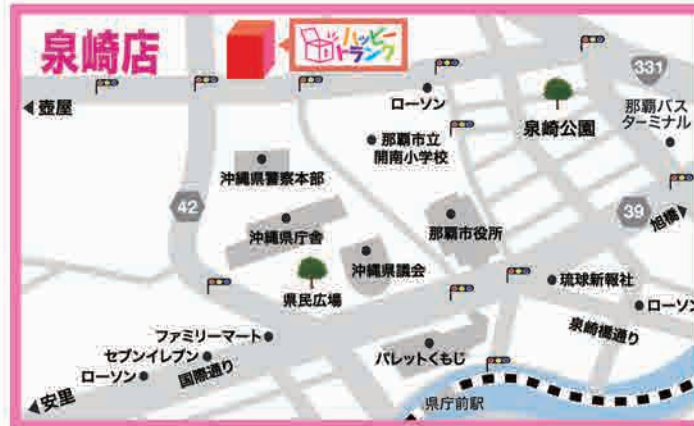 泉崎店
ハッピー
トランク
331
那覇バス
ターミナル
ローソン
泉崎公園
◀壺屋
那覇市立
開南小学校
沖縄県警察本部
42
39
旭橋▶
沖縄県庁舎
那覇市役所
沖縄県議会
県民広場
琉球新報社
ローソン
泉崎橋通り
ファミリーマート
セブンイレブン
ローソン
国際通り
パレットくもじ
◀安里
県庁前駅